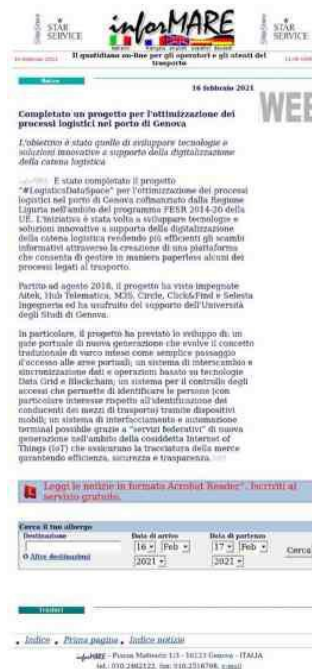 STAR
SERVICE
inforMARE
STAR
SERVICE
Il quotidiano on-line per gli operatori e gli utenti del
trasporto
16 febbraio 2021
WEB
Completato un progetto per l'ottimizzazione dei
processi logistici nel porto di Genova
L'obiettivo è stato quello di sviluppare tecnologie e
soluzioni innovative a supporto della digitalizzazione
della catena logistica
È stato completato il progetto
"#LogisticsDataSpace" per l'ottimizzazione dei processi
logistici nel porto di Genova cofinanziato dalla Regione
Liguria nell'ambito del programma FESR 2014-20 della
UE. L'iniziativa è stata volta a sviluppare tecnologie e
soluzioni innovative a supporto della digitalizzazione
della catena logistica rendendo più efficienti gli scambi
informativi attraverso la creazione di una piattaforma
che consenta di gestire in maniera paperless alcuni dei
processi legati al trasporto.
Partito ad agosto 2018, il progetto ha visto impegnate
Aitek, Hub Telematica, M3S, Circle, Click&Find e Selesta
Ingegneria ed ha usufruito del supporto dell'Università
degli Studi di Genova.
In particolare, il progetto ha previsto lo sviluppo di: un
gate portuale di nuova generazione che evolve il concetto
tradizionale di varco inteso come semplice passaggio
d'accesso alle aree portuali; un sistema di interscambio e
sincronizzazione dati e operazioni basato su tecnologie
Data Grid e Blockchain; un sistema per il controllo degli
accessi che permette di identificare le persone (con
particolare interesse rispetto all'identificazione dei
conducenti dei mezzi di trasporto) tramite dispositivi
mobili; un sistema di interfacciamento e automazione
terminal possibile grazie a "servizi federativi" di nuova
generazione nell'ambito della cosiddetta Internet of
Things (IoT) che assicurano la tracciatura della merce
garantendo efficienza, sicurezza e trasparenza.
Leggi le notizie in formato Acrobat Reader®. Iscriviti al
servizio gratuito.
Cerca il tuo albergo
Destinazione Data di arrivo Data di partenza
16 Feb 17 Feb Cerca
Altre destinazioni 2021 2021
Indice Prima pagina Indice notizie
- Piazza Matteotti 1/3 - 16123 Genova - ITALIA
tel.: 010.2462122, fax: 010.2516768, e-mail